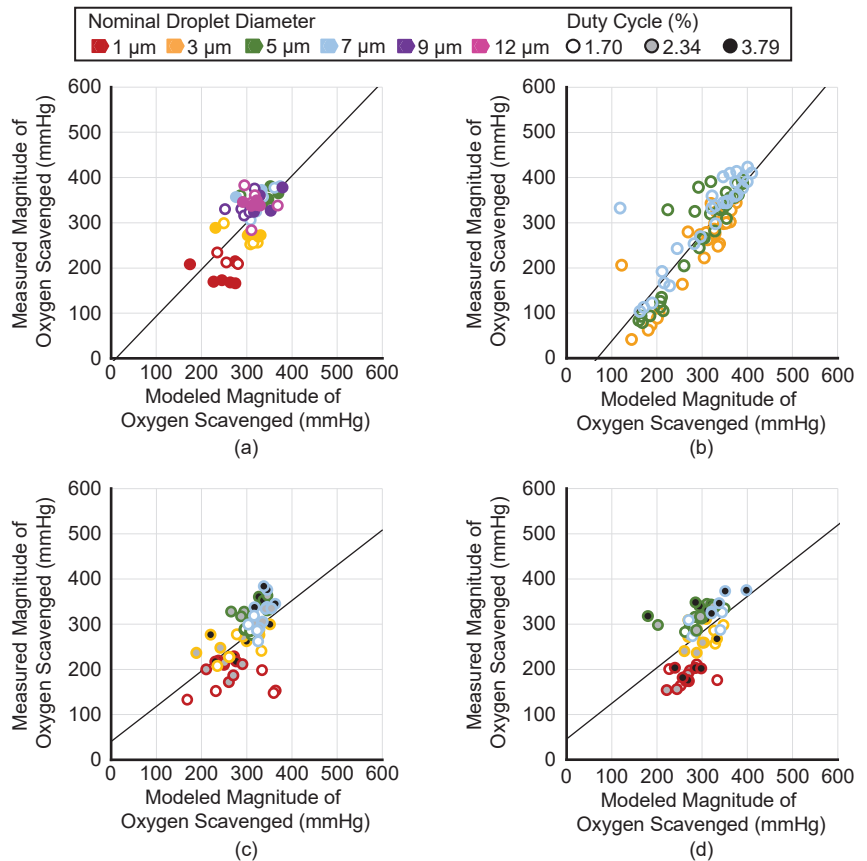 Nominal Droplet Diameter Duty Cycle (%)
1 µm 3 µm 5 µm 7 µm 9 µm 12 µm 1.70 2.34 3.79
Measured Magnitude of
Oxygen Scavenged (mmHg)
600
500
400
300
200
100
0
0 100 200 300 400 500 600
Modeled Magnitude of
Oxygen Scavenged (mmHg)
(a)
Measured Magnitude of
Oxygen Scavenged (mmHg)
600
500
400
300
200
100
0
0 100 200 300 400 500 600
Modeled Magnitude of
Oxygen Scavenged (mmHg)
(b)
Measured Magnitude of
Oxygen Scavenged (mmHg)
600
500
400
300
200
100
0
0 100 200 300 400 500 600
Modeled Magnitude of
Oxygen Scavenged (mmHg)
(c)
Measured Magnitude of
Oxygen Scavenged (mmHg)
600
500
400
300
200
100
0
0 100 200 300 400 500 600
Modeled Magnitude of
Oxygen Scavenged (mmHg)
(d)